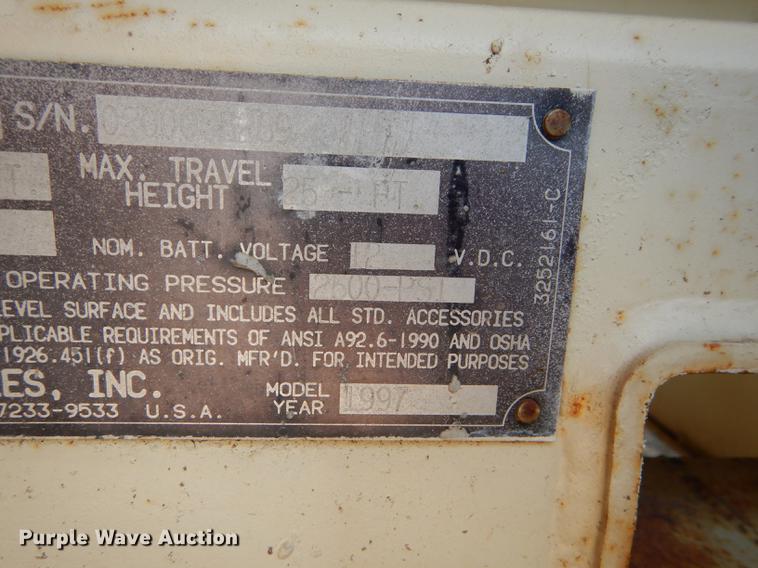 S/N.
T.
MAX. TRAVEL
HEIGHT 25 FT.
NOM. BATT. VOLTAGE 12 V.D.C.
OPERATING PRESSURE 2600-PSI
LEVEL SURFACE AND INCLUDES ALL STD. ACCESSORIES
PLICABLE REQUIREMENTS OF ANSI A92.6-1990 AND OSHA
1926.451(f) AS ORIG. MFR'D. FOR INTENDED PURPOSES
ES, INC.
MODEL
YEAR 1997
7233-9533 U.S.A.
3252161-C
Purple Wave Auction